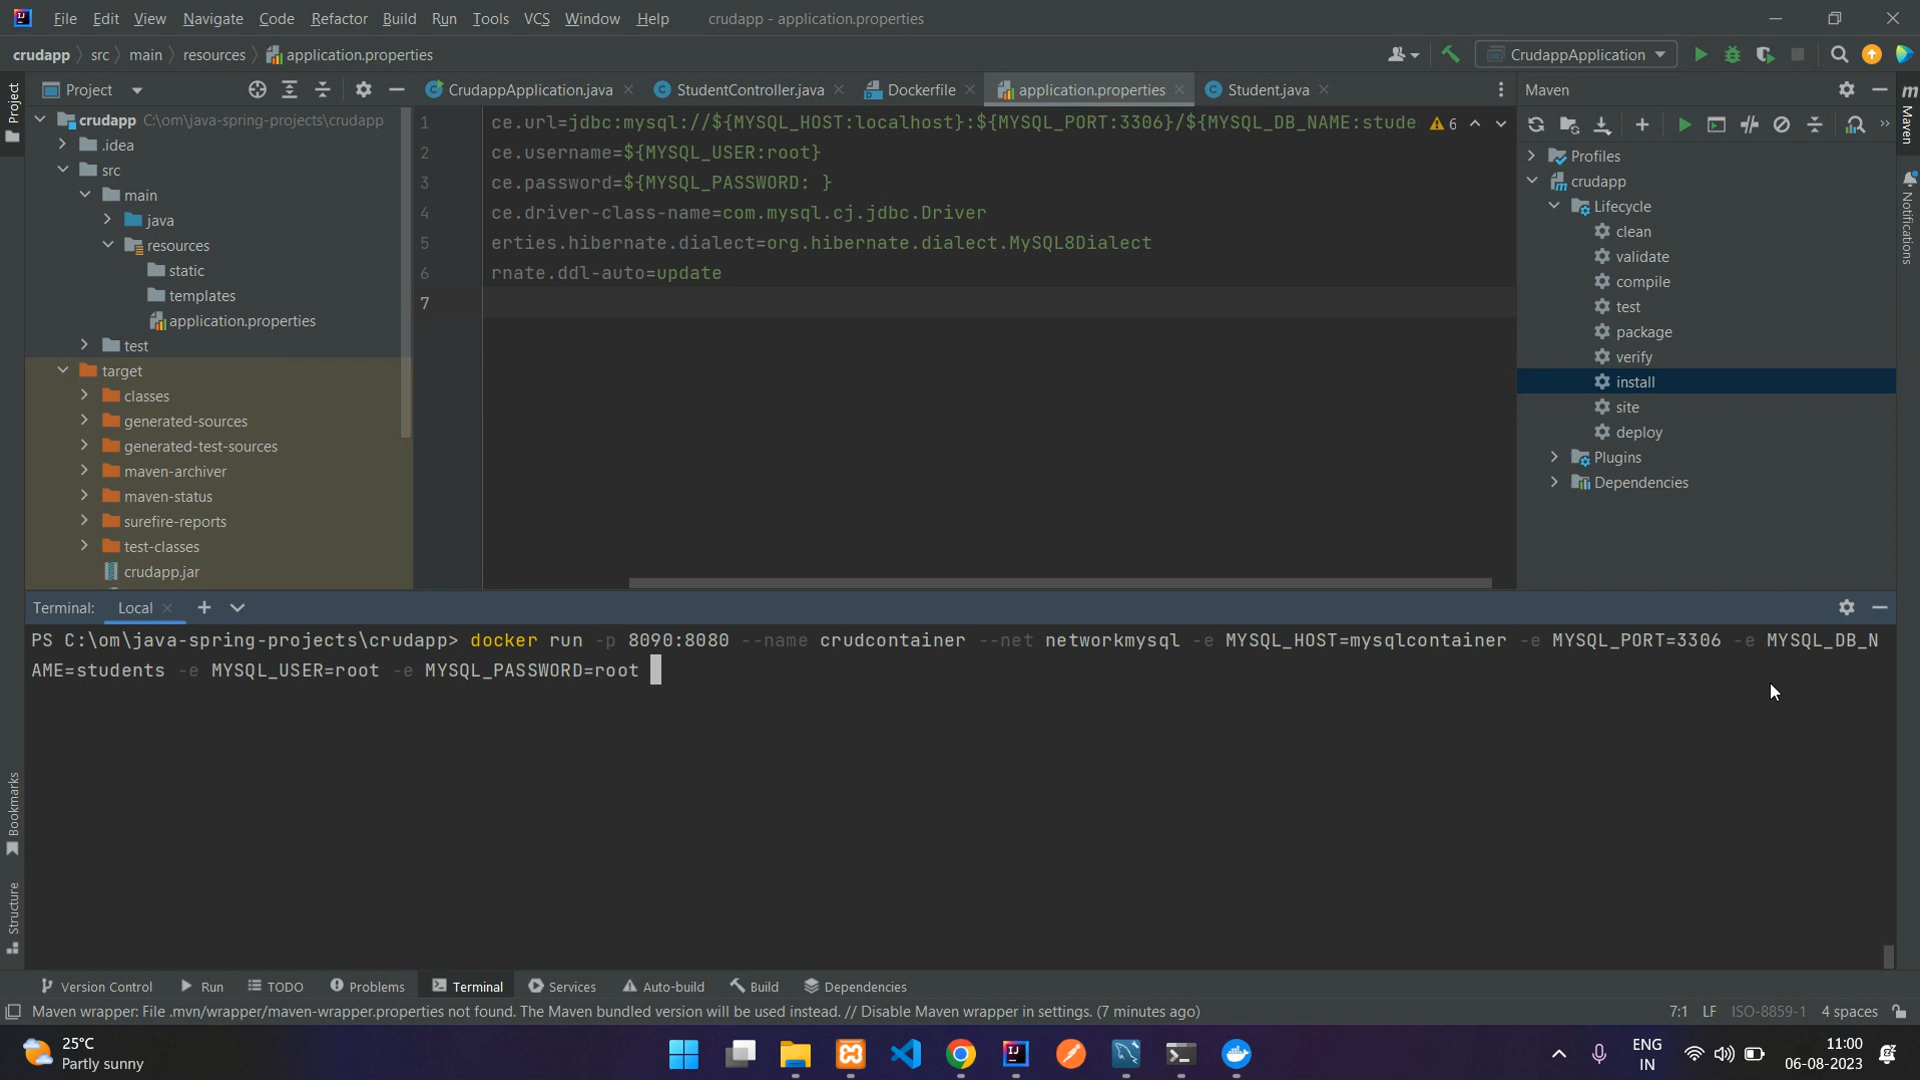 File Edit View Navigate Code Refactor Build Run Tools VCS Window Help crudapp - application.properties
crudapp src main resources application.properties CrudappApplication
Project CrudappApplication.java StudentController.java Dockerfile application.properties Student.java Maven
crudapp C:\om\java-spring-projects\crudapp
.idea
src
main
java
resources
static
templates
application.properties
test
target
classes
generated-sources
generated-test-sources
maven-archiver
maven-status
surefire-reports
test-classes
crudapp.jar
1 ce.url=jdbc:mysql://${MYSQL_HOST:localhost}:${MYSQL_PORT:3306}/${MYSQL_DB_NAME:stude 6
2 ce.username=${MYSQL_USER:root}
3 ce.password=${MYSQL_PASSWORD: }
4 ce.driver-class-name=com.mysql.cj.jdbc.Driver
5 erties.hibernate.dialect=org.hibernate.dialect.MySQL8Dialect
6 rnate.ddl-auto=update
7
Profiles
crudapp
Lifecycle
clean
validate
compile
test
package
verify
install
site
deploy
Plugins
Dependencies
Project
Bookmarks
Structure
m
Maven
Notifications
Terminal: Local
PS C:\om\java-spring-projects\crudapp> docker run -p 8090:8080 --name crudcontainer --net networkmysql -e MYSQL_HOST=mysqlcontainer -e MYSQL_PORT=3306 -e MYSQL_DB_N
AME=students -e MYSQL_USER=root -e MYSQL_PASSWORD=root
Version Control Run TODO Problems Terminal Services Auto-build Build Dependencies
Maven wrapper: File .mvn/wrapper/maven-wrapper.properties not found. The Maven bundled version will be used instead. // Disable Maven wrapper in settings. (7 minutes ago) 7:1 LF ISO-8859-1 4 spaces
25°C
Partly sunny
ENG
IN
11:00
06-08-2023